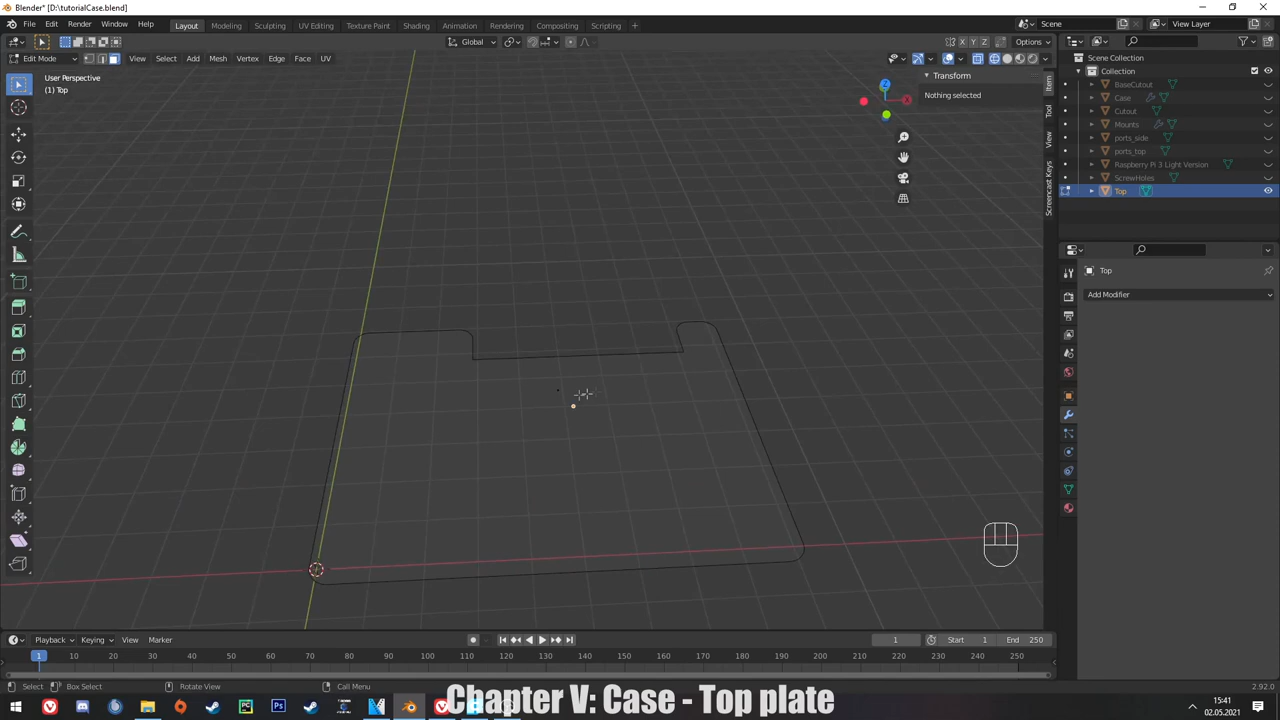 Blender* [D:\tutorialCase.blend]
File Edit Render Window Help Layout Modeling Sculpting UV Editing Texture Paint Shading Animation Rendering Compositing Scripting + Scene View Layer
Global X Y Z Options
Edit Mode View Select Add Mesh Vertex Edge Face UV
User Perspective
(1) Top
Transform
Nothing selected
Item
Tool
View
Screencast Keys
X
Z
Scene Collection
Collection
BaseCutout
Case
Cutout
Mounts
ports_side
ports_top
Raspberry Pi 3 Light Version
ScrewHoles
Top
Top
Add Modifier
Playback Keying View Marker 1 Start 1 End 250
1 10 20 30 40 50 60 70 80 90 100 110 120 130 140 150 160 170 180 190 200 210 220 230 240 250
Select Box Select Rotate View Call Menu 2.92.0
Chapter V: Case - Top plate
15:41
02.05.2021